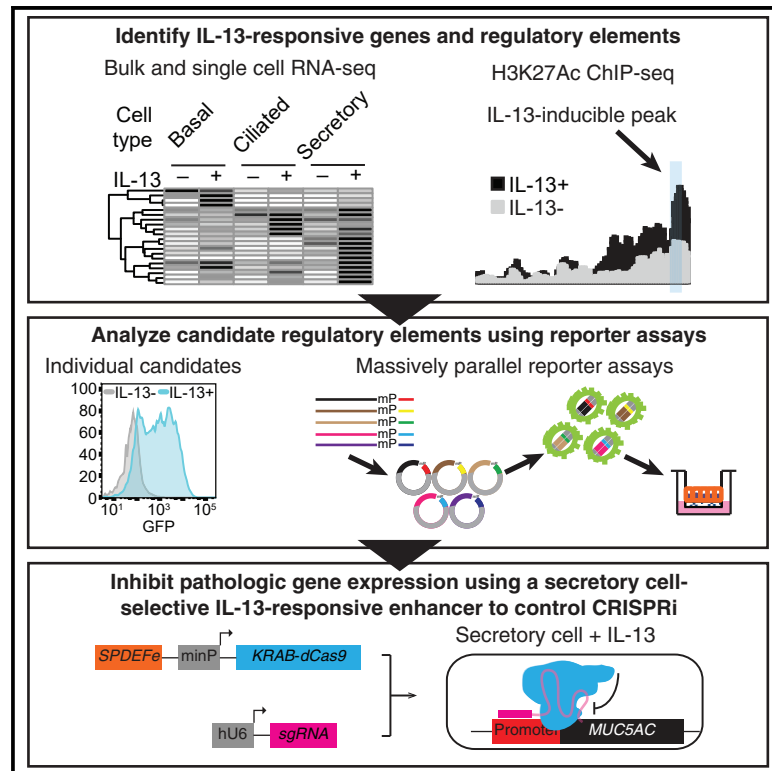 Identify IL-13-responsive genes and regulatory elements
Bulk and single cell RNA-seq
H3K27Ac ChIP-seq
Cell
type
Basal
Ciliated
Secretory
IL-13
– + – + – +
IL-13-inducible peak
IL-13+
IL-13-
Analyze candidate regulatory elements using reporter assays
Individual candidates
Massively parallel reporter assays
IL-13- IL-13+
100
80
60
40
20
0
10¹ 10³ 10⁵
GFP
mP
mP
mP
mP
mP
Inhibit pathologic gene expression using a secretory cell-
selective IL-13-responsive enhancer to control CRISPRi
SPDEFe minP KRAB-dCas9
hU6 sgRNA
Secretory cell + IL-13
Promoter MUC5AC